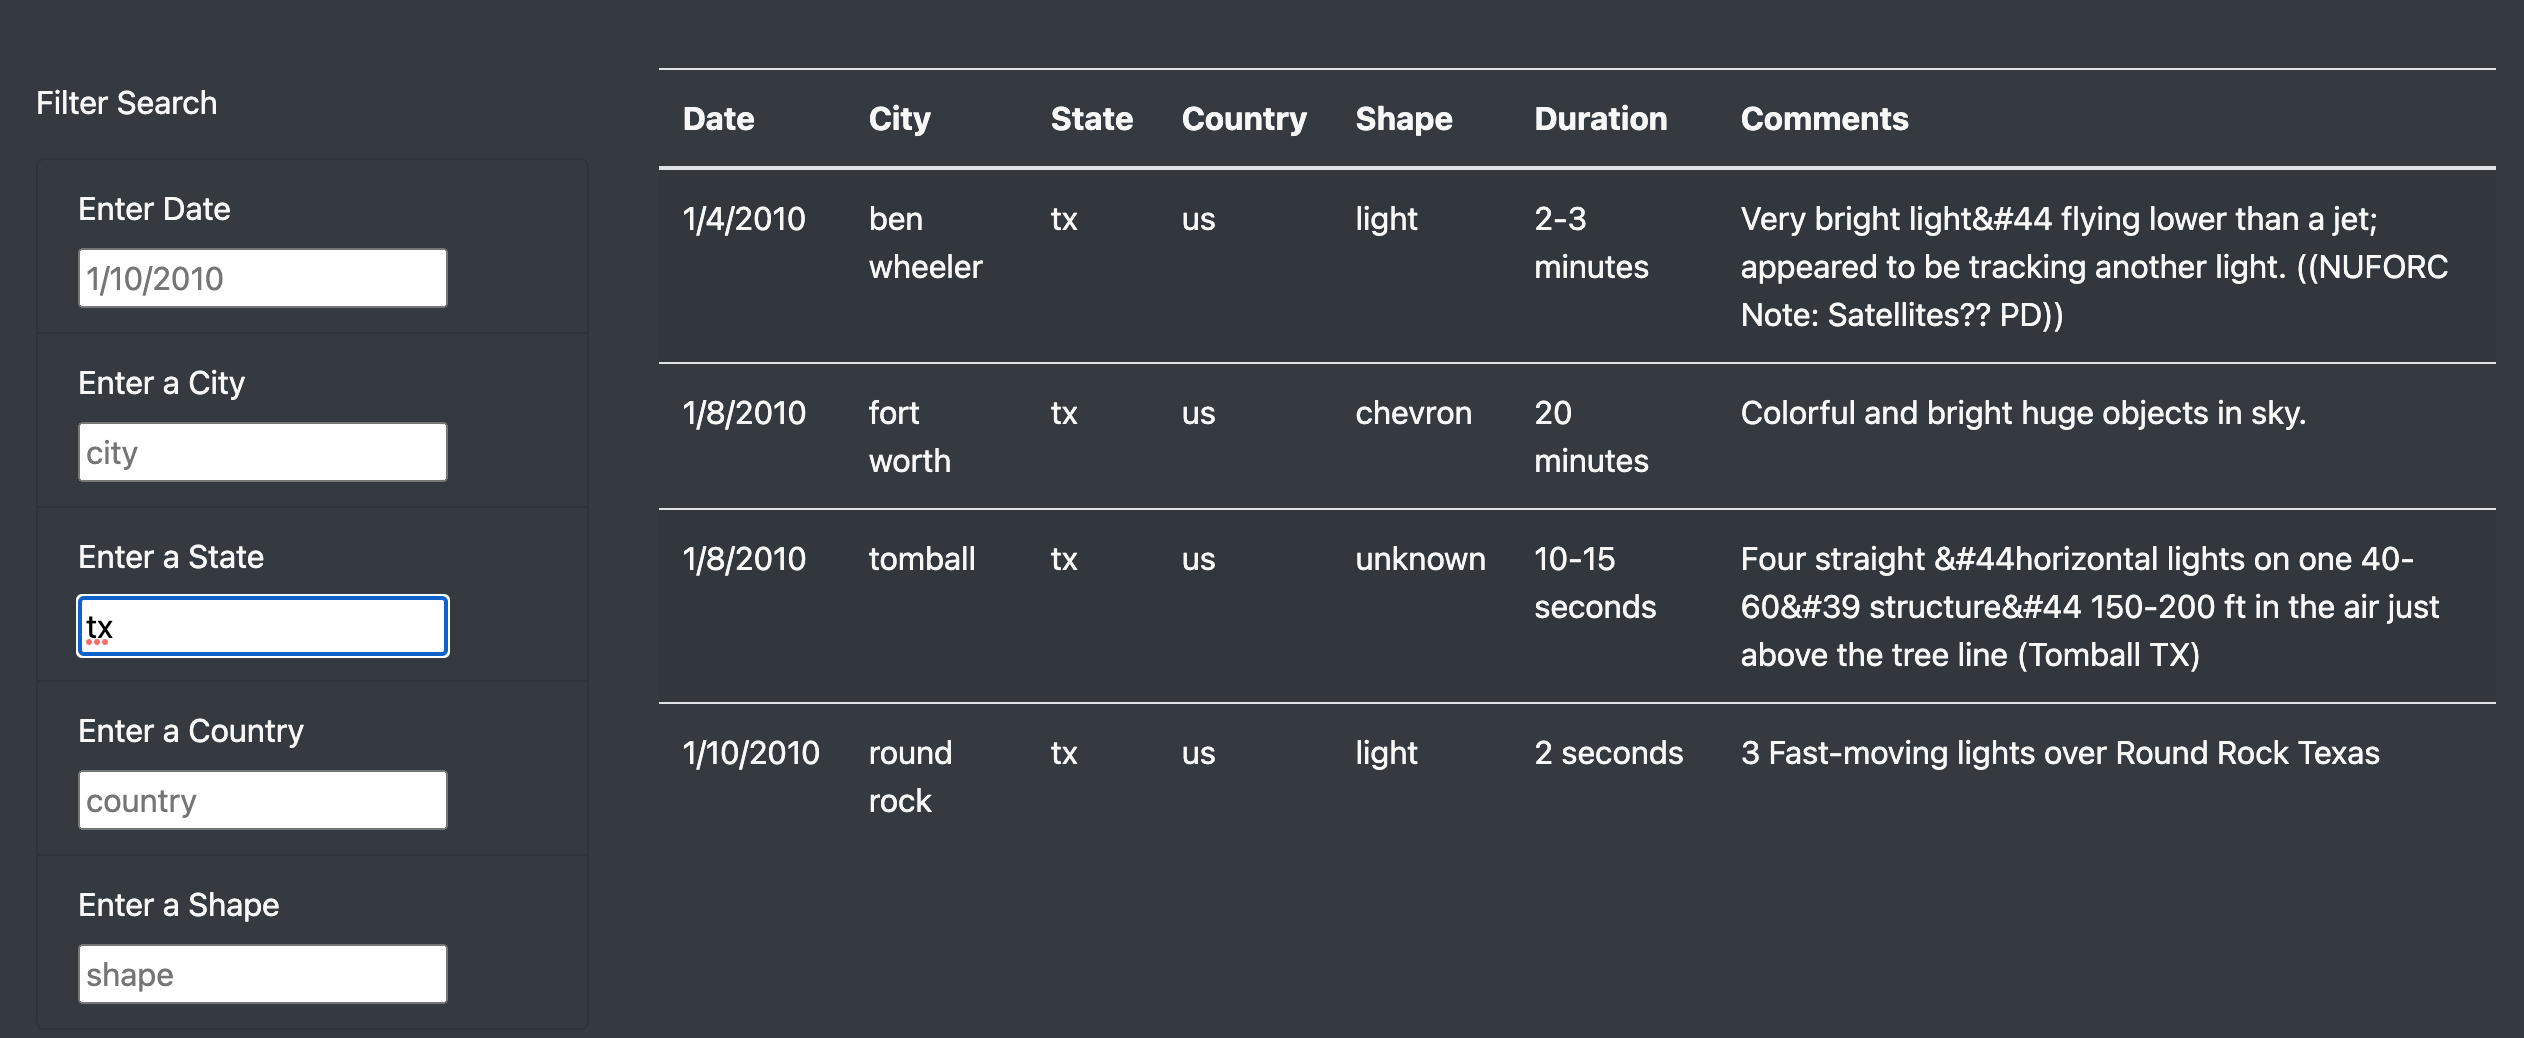 Filter Search
Enter Date
1/10/2010
Enter a City
city
Enter a State
tx
Enter a Country
country
Enter a Shape
shape
Date City State Country Shape Duration Comments
1/4/2010 ben tx us light 2-3 Very bright light&#44 flying lower than a jet;
wheeler minutes appeared to be tracking another light. ((NUFORC
Note: Satellites?? PD))
1/8/2010 fort tx us chevron 20 Colorful and bright huge objects in sky.
worth minutes
1/8/2010 tomball tx us unknown 10-15 Four straight &#44horizontal lights on one 40-
seconds 60&#39 structure&#44 150-200 ft in the air just
above the tree line (Tomball TX)
1/10/2010 round tx us light 2 seconds 3 Fast-moving lights over Round Rock Texas
rock